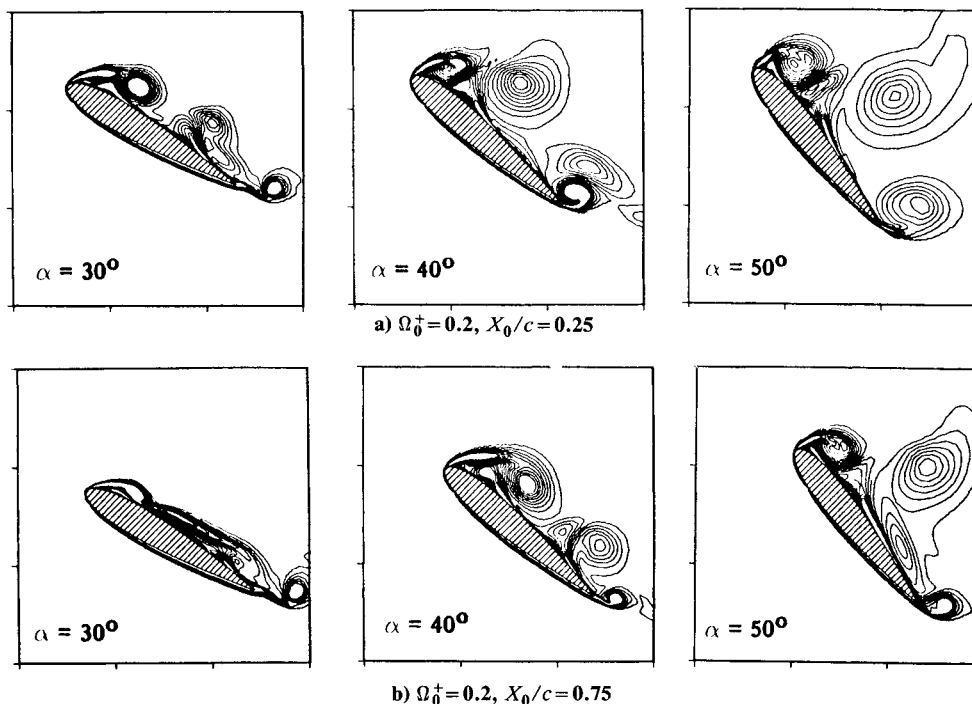 α = 30° α = 40° α = 50°
a) Ω₀⁺=0.2, X₀/c=0.25
α = 30° α = 40° α = 50°
b) Ω₀⁺=0.2, X₀/c=0.75